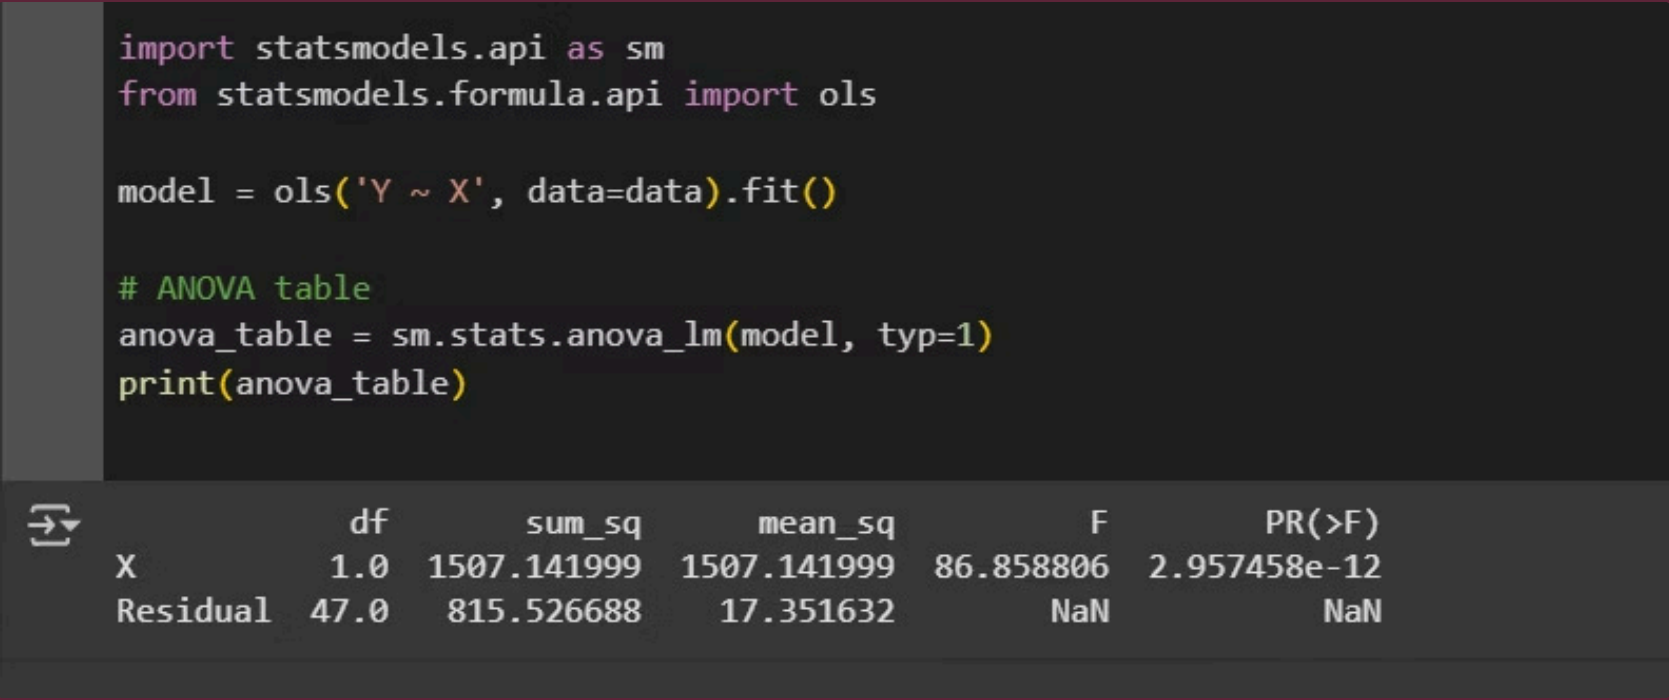 import statsmodels.api as sm
from statsmodels.formula.api import ols
model = ols('Y ~ X', data=data).fit()
# ANOVA table
anova_table = sm.stats.anova_lm(model, typ=1)
print(anova_table)
df sum_sq mean_sq F PR(>F)
X 1.0 1507.141999 1507.141999 86.858806 2.957458e-12
Residual 47.0 815.526688 17.351632 NaN NaN